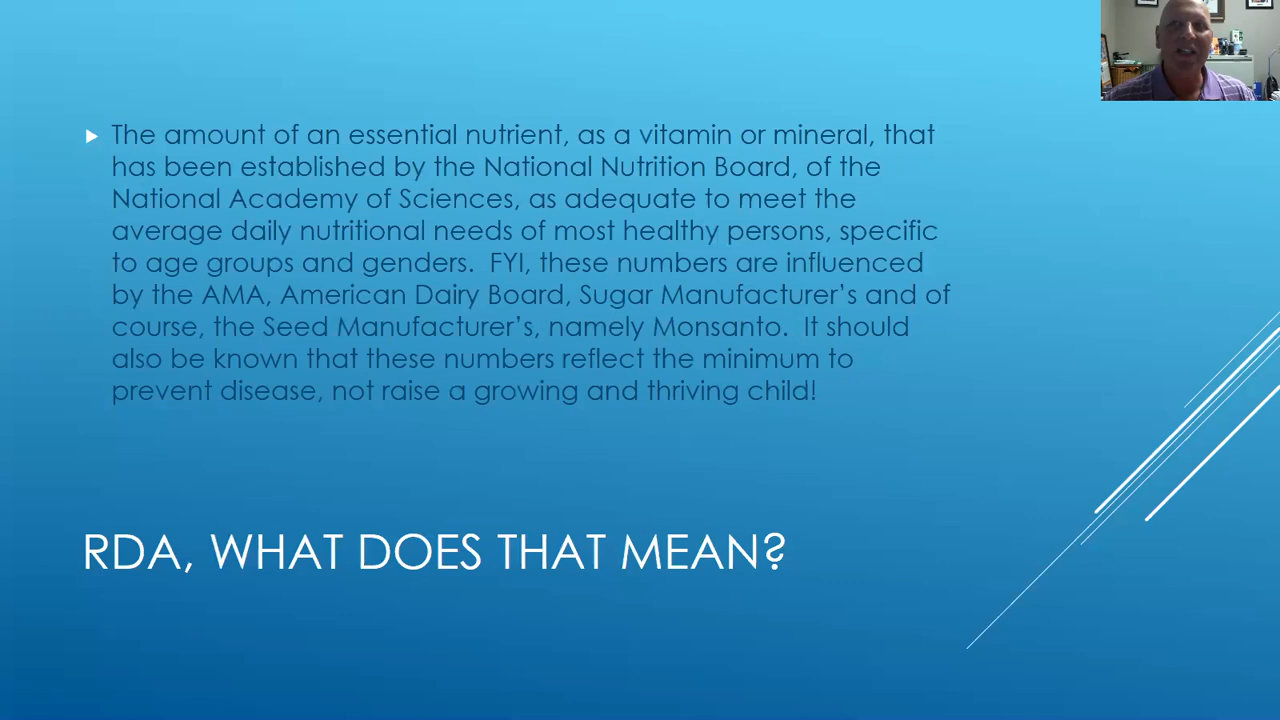 The amount of an essential nutrient, as a vitamin or mineral, that
has been established by the National Nutrition Board, of the
National Academy of Sciences, as adequate to meet the
average daily nutritional needs of most healthy persons, specific
to age groups and genders.  FYI, these numbers are influenced
by the AMA, American Dairy Board, Sugar Manufacturer's and of
course, the Seed Manufacturer's, namely Monsanto.  It should
also be known that these numbers reflect the minimum to
prevent disease, not raise a growing and thriving child!
RDA, WHAT DOES THAT MEAN?